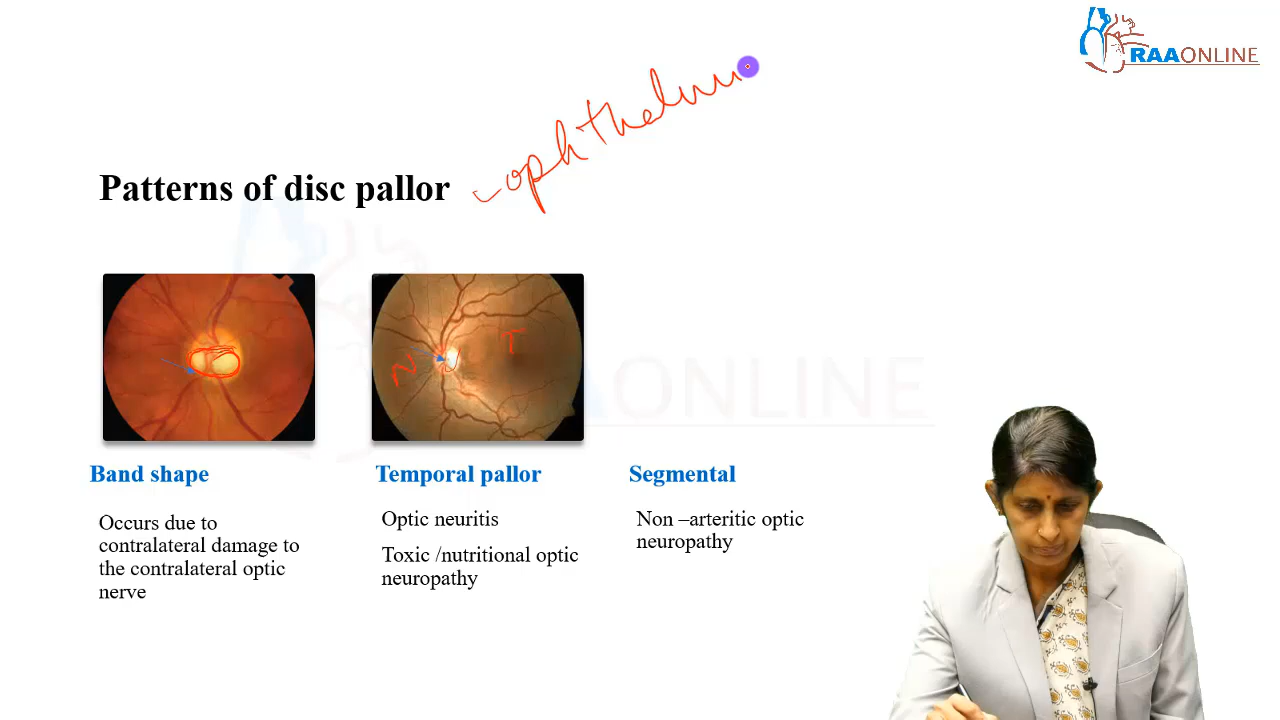 RAAONLINE
Patterns of disc pallor
N
T
Band shape
Temporal pallor
Segmental
Occurs due to
contralateral damage to
the contralateral optic
nerve
Optic neuritis
Toxic /nutritional optic
neuropathy
Non –arteritic optic
neuropathy